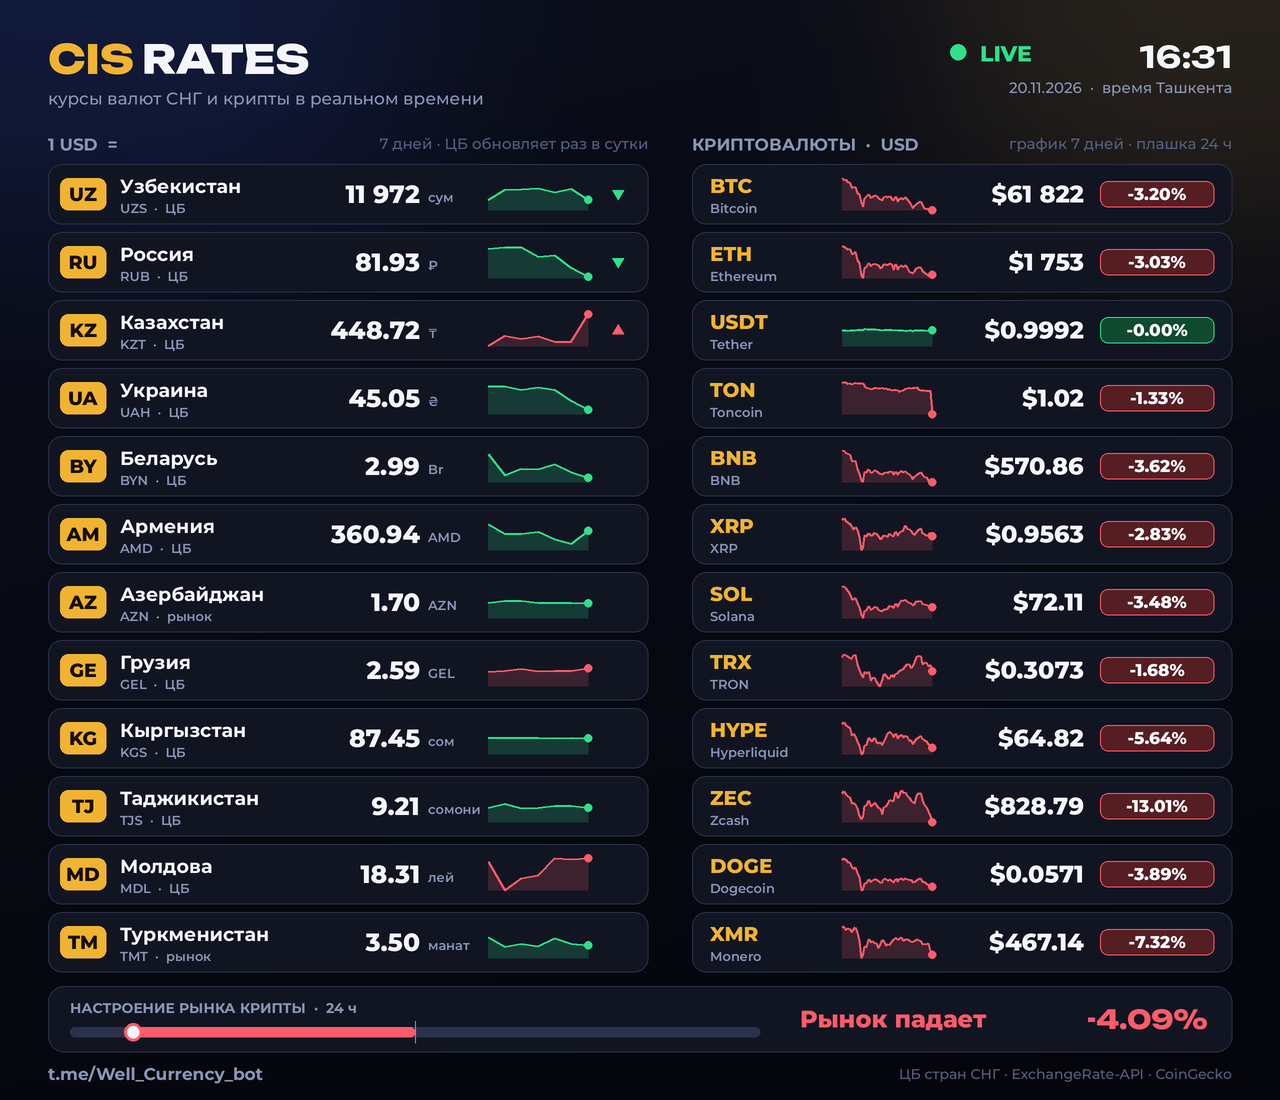 CIS RATES
курсы валют СНГ и крипты в реальном времени
LIVE
16:31
20.11.2026 · время Ташкента
1 USD =
7 дней · ЦБ обновляет раз в сутки
UZ Узбекистан 11 972 сум ▼
UZS · ЦБ
RU Россия 81.93 ₽ ▼
RUB · ЦБ
KZ Казахстан 448.72 ₸ ▲
KZT · ЦБ
UA Украина 45.05 ₴
UAH · ЦБ
BY Беларусь 2.99 Br
BYN · ЦБ
AM Армения 360.94 AMD
AMD · ЦБ
AZ Азербайджан 1.70 AZN
AZN · рынок
GE Грузия 2.59 GEL
GEL · ЦБ
KG Кыргызстан 87.45 сом
KGS · ЦБ
TJ Таджикистан 9.21 сомони
TJS · ЦБ
MD Молдова 18.31 лей
MDL · ЦБ
TM Туркменистан 3.50 манат
TMT · рынок
КРИПТОВАЛЮТЫ · USD
график 7 дней · плашка 24 ч
BTC $61 822 -3.20%
Bitcoin
ETH $1 753 -3.03%
Ethereum
USDT $0.9992 -0.00%
Tether
TON $1.02 -1.33%
Toncoin
BNB $570.86 -3.62%
BNB
XRP $0.9563 -2.83%
XRP
SOL $72.11 -3.48%
Solana
TRX $0.3073 -1.68%
TRON
HYPE $64.82 -5.64%
Hyperliquid
ZEC $828.79 -13.01%
Zcash
DOGE $0.0571 -3.89%
Dogecoin
XMR $467.14 -7.32%
Monero
НАСТРОЕНИЕ РЫНКА КРИПТЫ · 24 ч
Рынок падает
-4.09%
t.me/Well_Currency_bot
ЦБ стран СНГ · ExchangeRate-API · CoinGecko